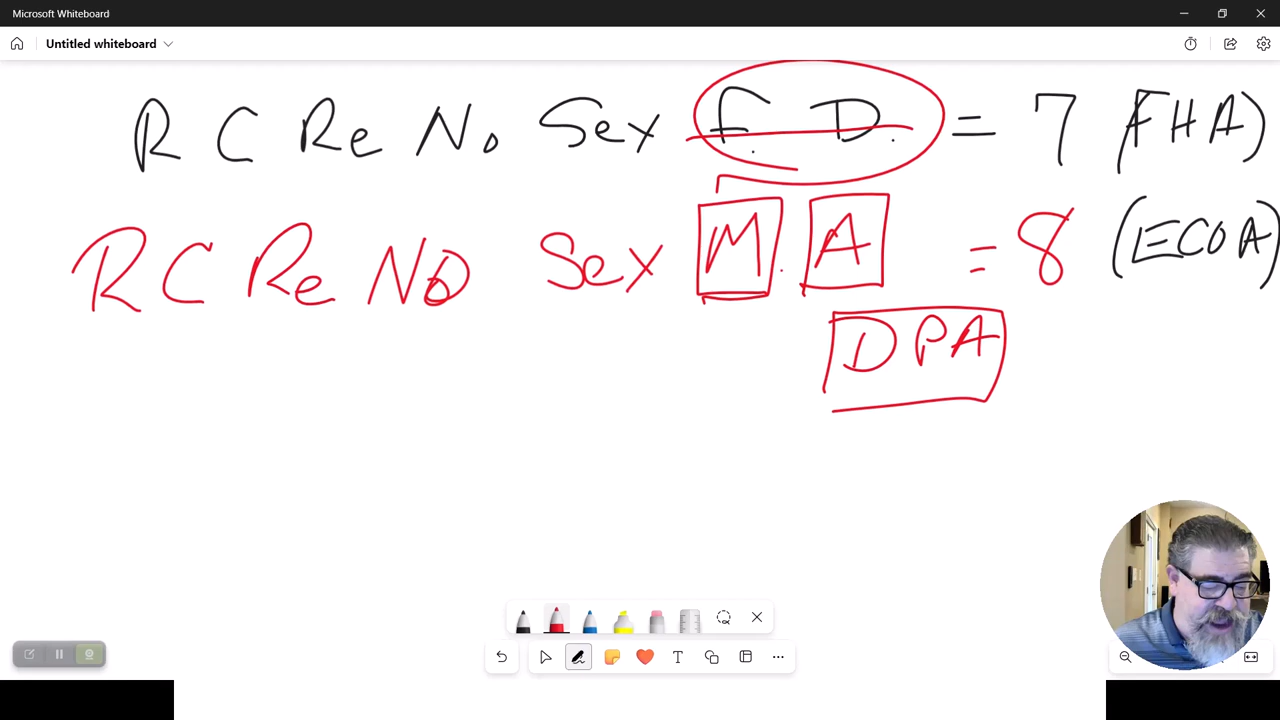 Microsoft Whiteboard
Untitled whiteboard
R C Re No Sex F. D. = 7 (FHA)
R C Re NO Sex M. A = 8 (ECOA)
DPA
T